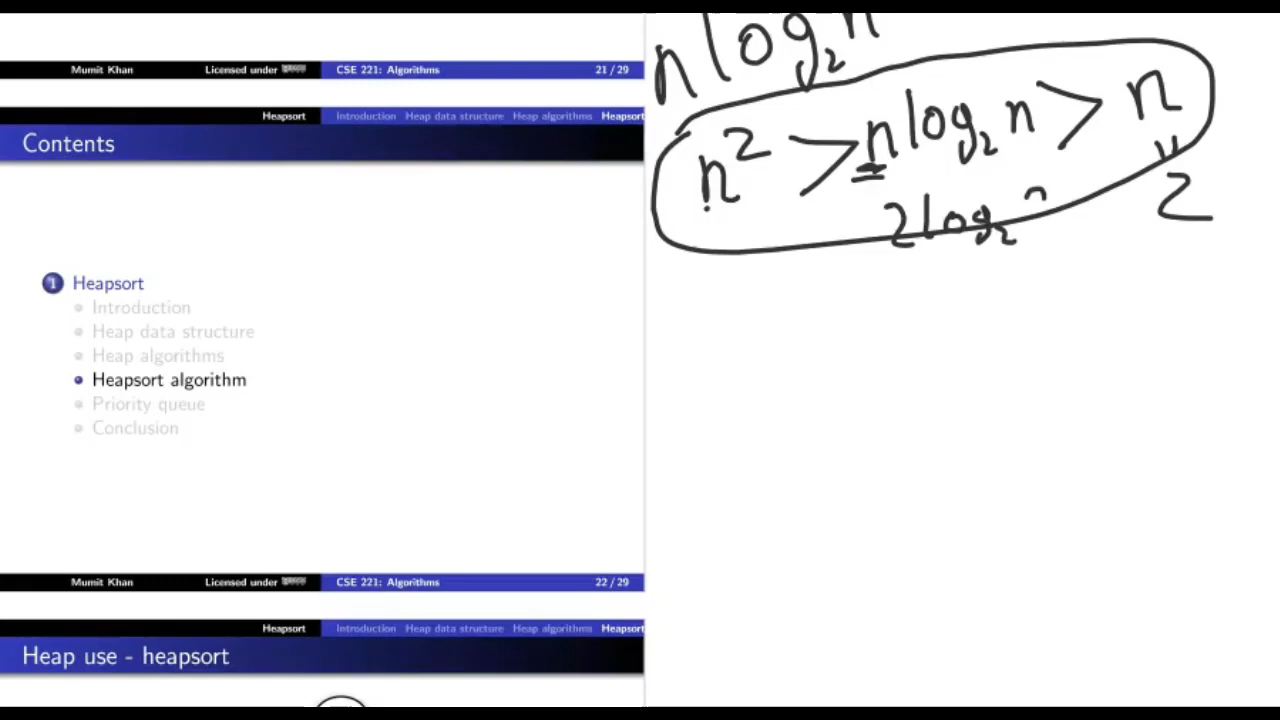 Mumit Khan Licensed under CSE 221: Algorithms 21 / 29
Heapsort Introduction Heap data structure Heap algorithms Heapsort
Contents
1 Heapsort
Introduction
Heap data structure
Heap algorithms
Heapsort algorithm
Priority queue
Conclusion
Mumit Khan Licensed under CSE 221: Algorithms 22 / 29
Heapsort Introduction Heap data structure Heap algorithms Heapsort
Heap use - heapsort
n log₂ n
n² > n log₂ n > n
2 log₂
2